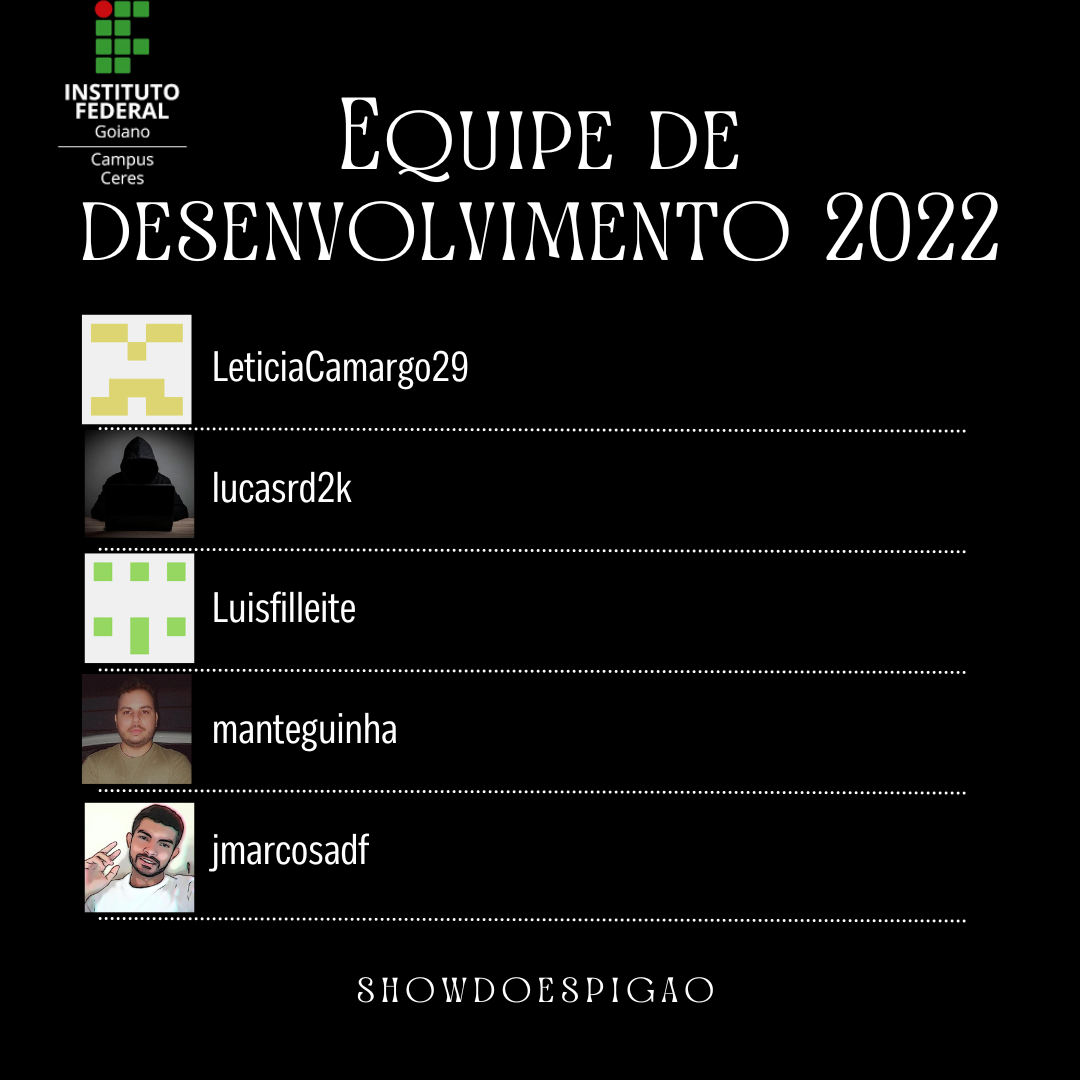 INSTITUTO
FEDERAL
Goiano
Campus
Ceres
EQUIPE DE
DESENVOLVIMENTO 2022
LeticiaCamargo29
lucasrd2k
Luisfilleite
manteguinha
jmarcosadf
SHOWDOESPIGAO